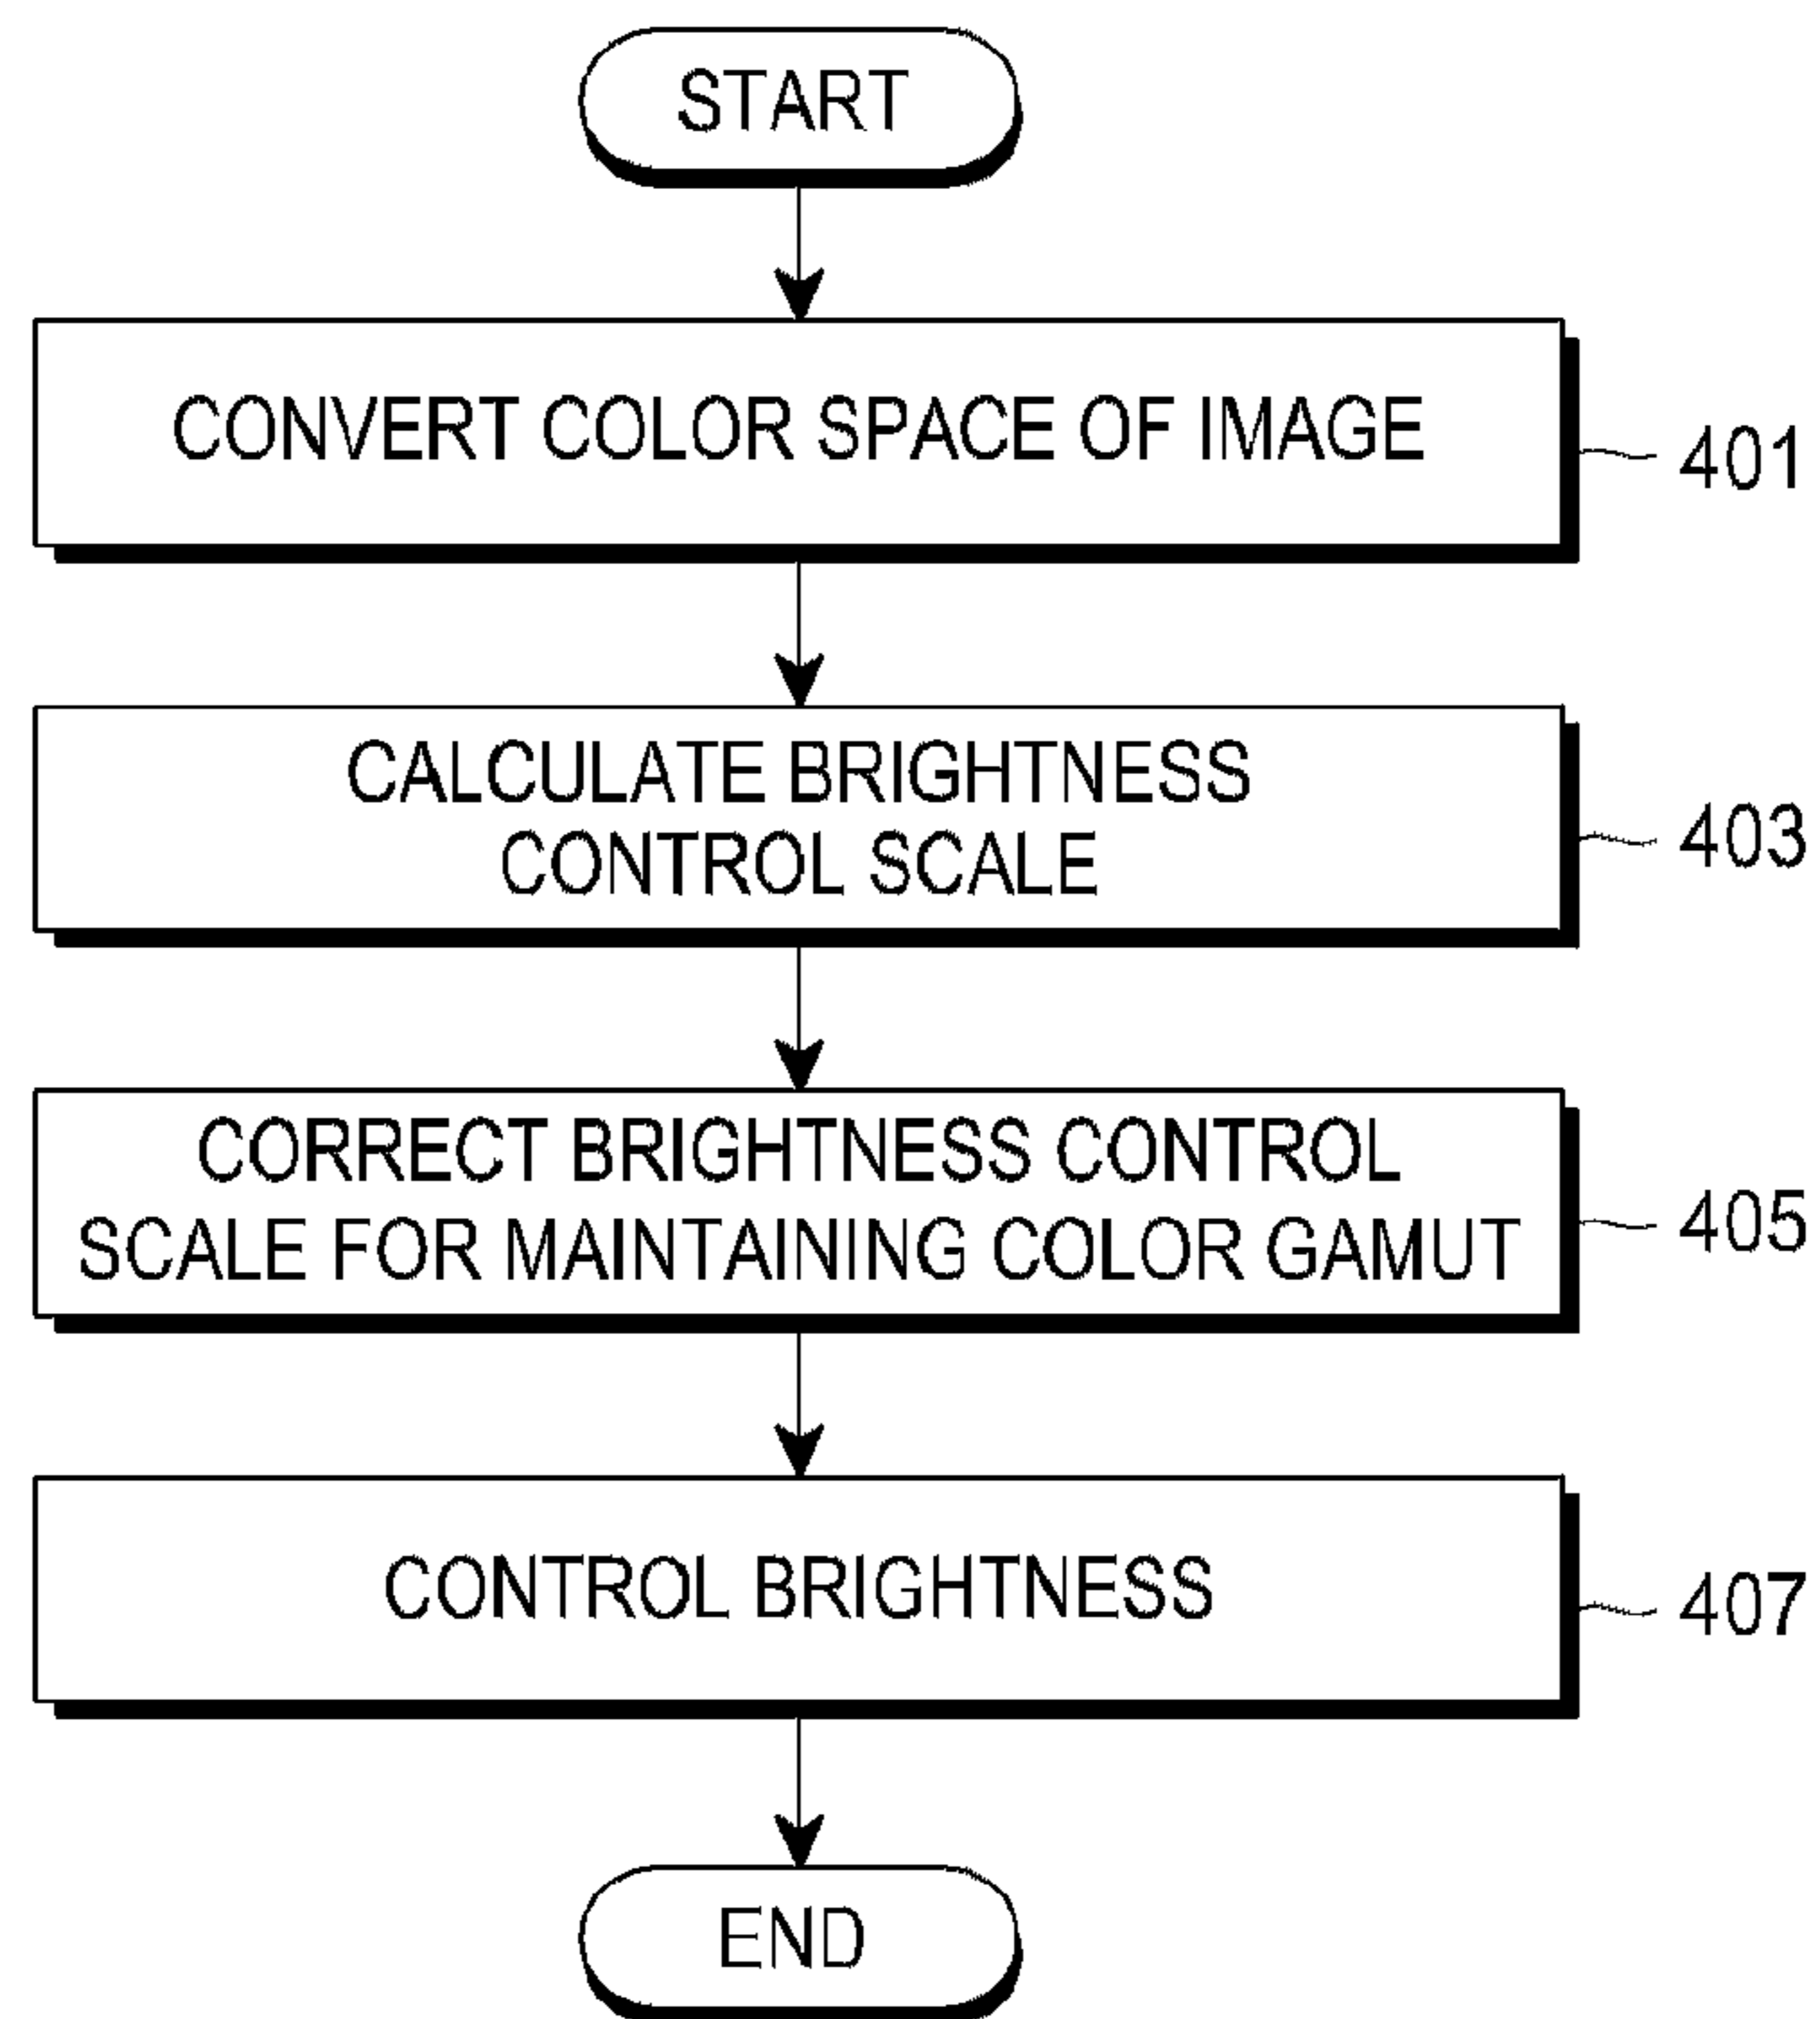 START
CONVERT COLOR SPACE OF IMAGE
401
CALCULATE BRIGHTNESS
CONTROL SCALE
403
CORRECT BRIGHTNESS CONTROL
SCALE FOR MAINTAINING COLOR GAMUT
405
CONTROL BRIGHTNESS
407
END